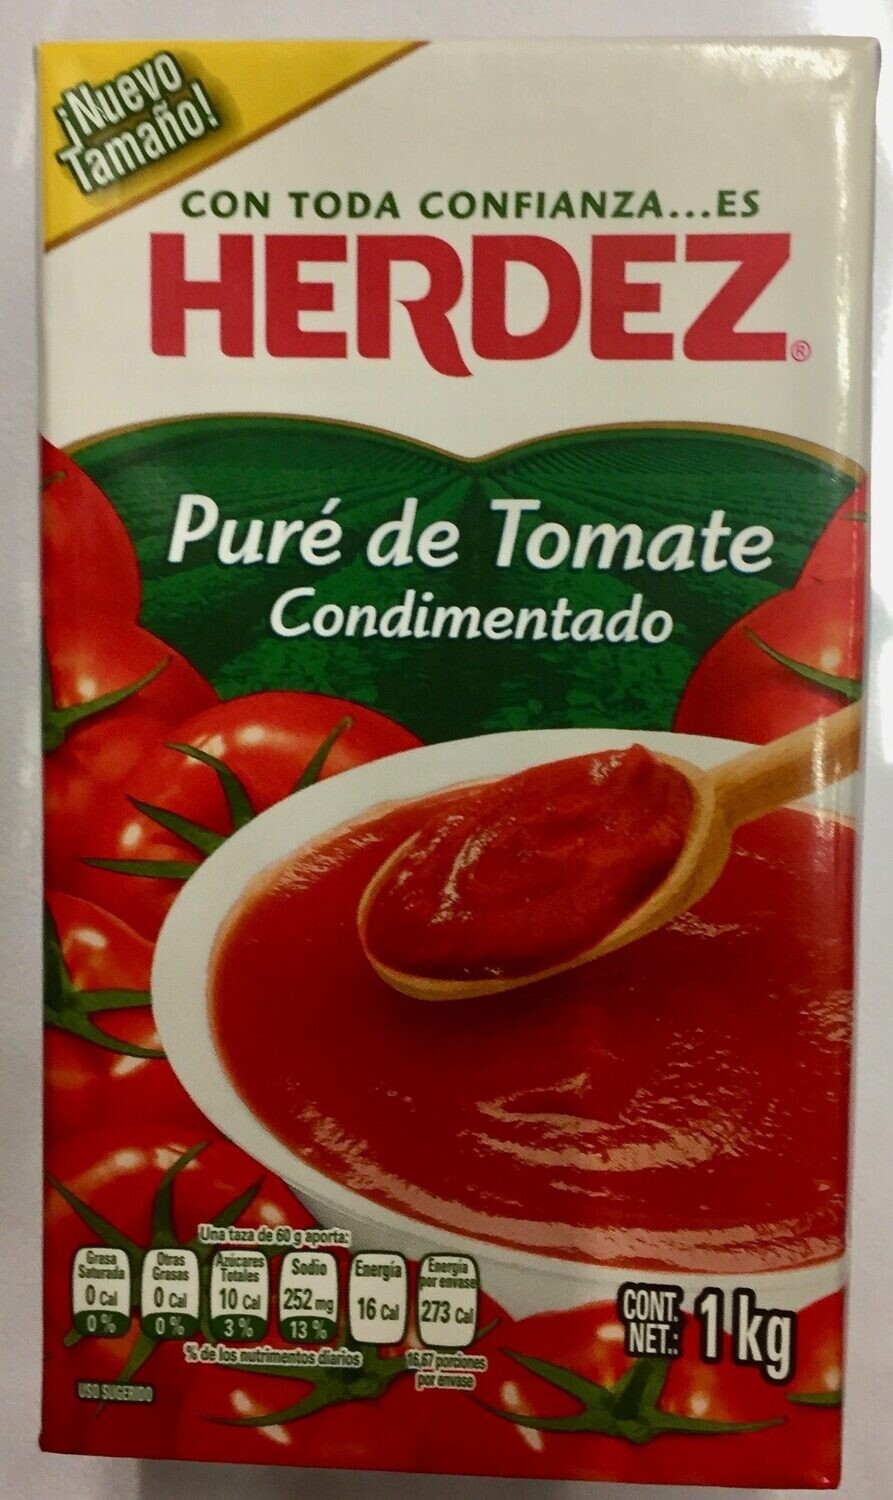 ¡Nuevo
Tamaño!
CON TODA CONFIANZA...ES
HERDEZ®
Puré de Tomate
Condimentado
Una taza de 60 g aporta:
Grasa
Saturada
0 Cal
0 %
Otras
Grasas
0 Cal
0 %
Azúcares
Totales
10 Cal
3 %
Sodio
252 mg
13 %
Energía
16 Cal
Energía
por envase
273 Cal
% de los nutrimentos diarios
16.67 porciones
por envase
USO SUGERIDO
CONT.
NET.:
1 kg